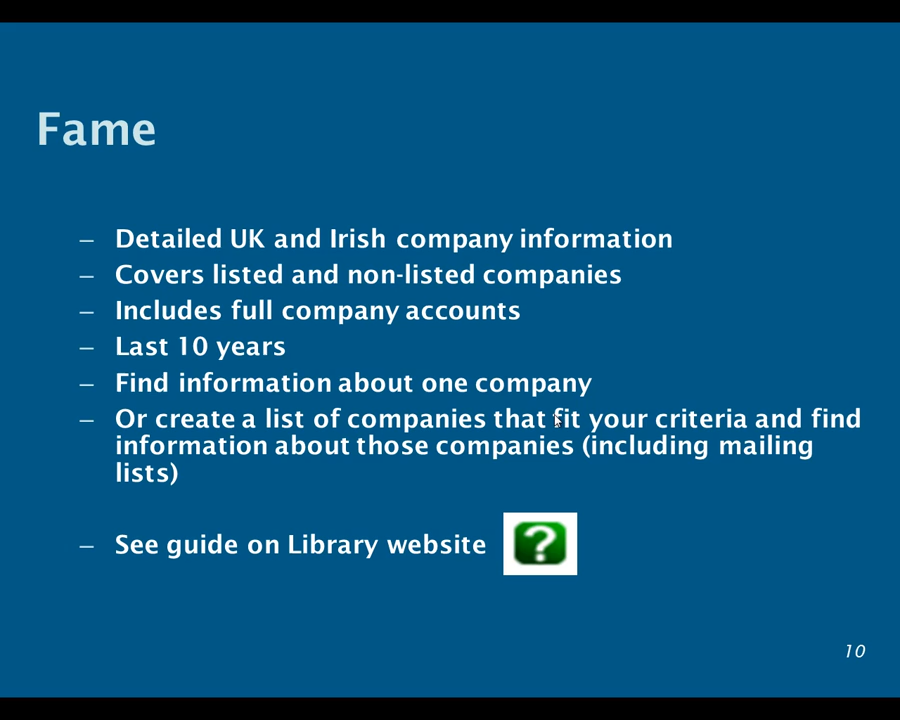 Fame
– Detailed UK and Irish company information
– Covers listed and non-listed companies
– Includes full company accounts
– Last 10 years
– Find information about one company
– Or create a list of companies that fit your criteria and find
information about those companies (including mailing
lists)
– See guide on Library website ?
10